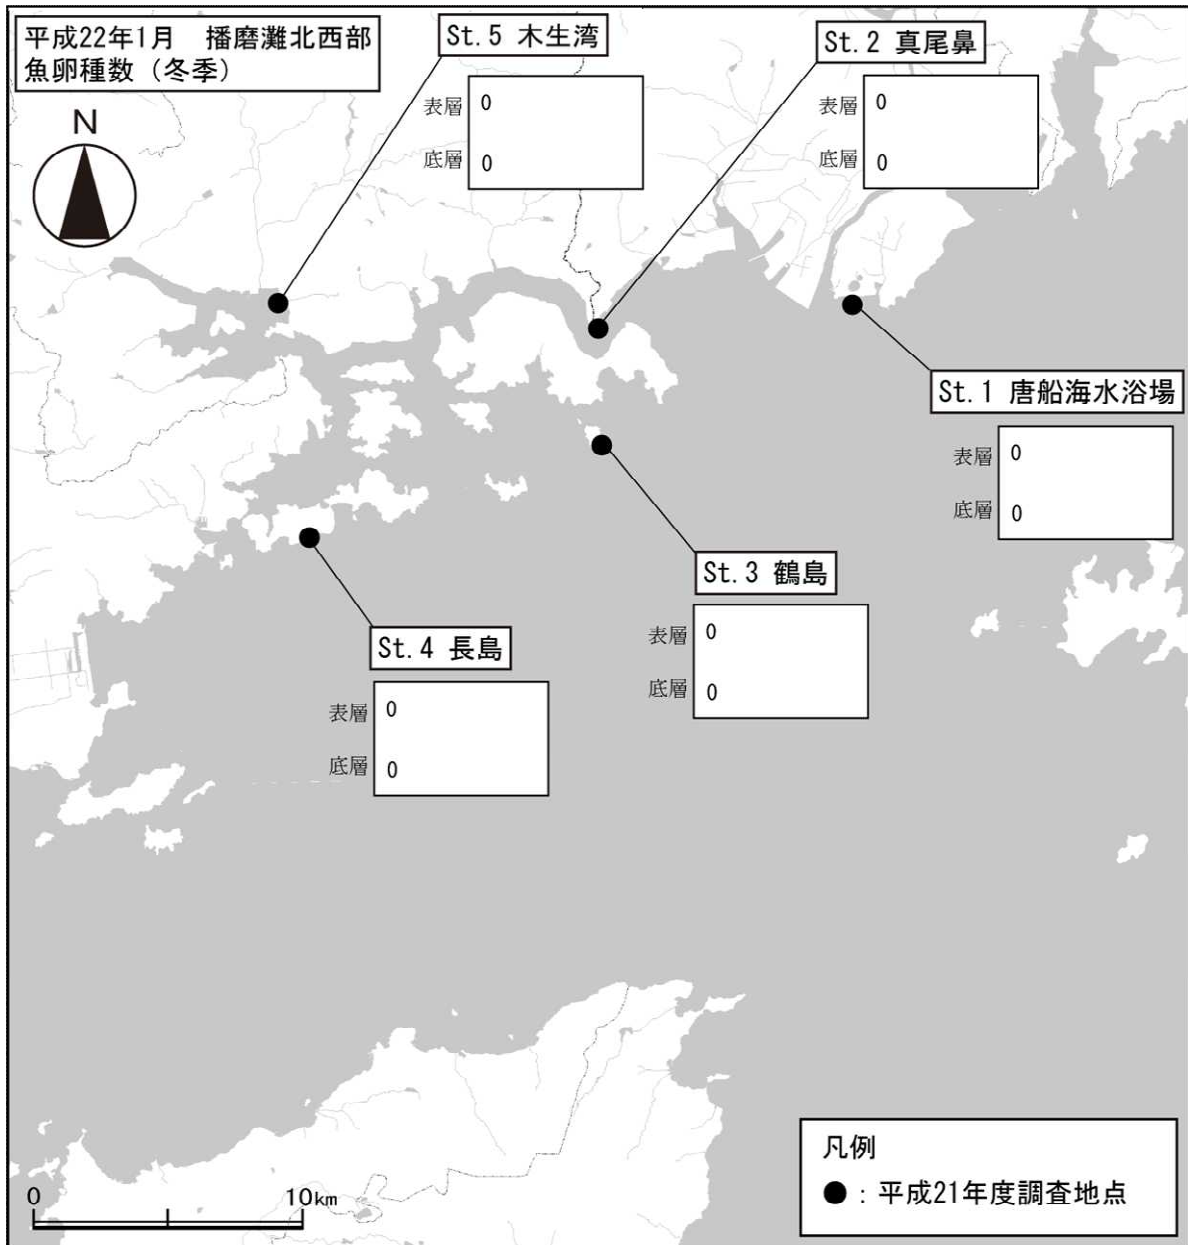 平成22年1月　播磨灘北西部
魚卵種数（冬季）
N
St.5 木生湾
表層 0
底層 0
St.2 真尾鼻
表層 0
底層 0
St.1 唐船海水浴場
表層 0
底層 0
St.3 鶴島
表層 0
底層 0
St.4 長島
表層 0
底層 0
凡例
●：平成21年度調査地点
0 10km